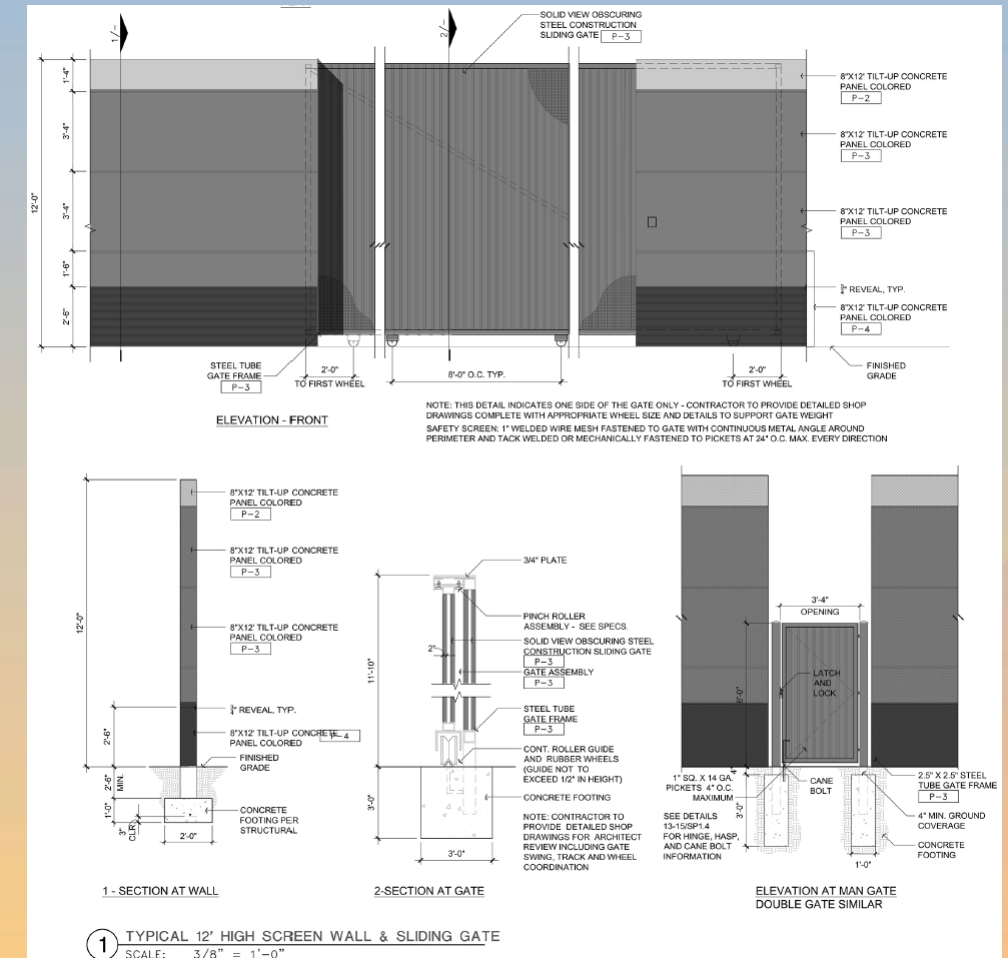 1/--
2/--
SOLID VIEW OBSCURING
STEEL CONSTRUCTION
SLIDING GATE P-3
1'-4"
3'-4"
3'-4"
1'-6"
2'-6"
12'-0"
8"X12' TILT-UP CONCRETE
PANEL COLORED
P-2
8"X12' TILT-UP CONCRETE
PANEL COLORED
P-3
8"X12' TILT-UP CONCRETE
PANEL COLORED
P-3
3/4" REVEAL, TYP.
8"X12' TILT-UP CONCRETE
PANEL COLORED
P-4
FINISHED
GRADE
STEEL TUBE
GATE FRAME
P-3
2'-0"
TO FIRST WHEEL
8'-0" O.C. TYP.
2'-0"
TO FIRST WHEEL
ELEVATION - FRONT
NOTE: THIS DETAIL INDICATES ONE SIDE OF THE GATE ONLY - CONTRACTOR TO PROVIDE DETAILED SHOP
DRAWINGS COMPLETE WITH APPROPRIATE WHEEL SIZE AND DETAILS TO SUPPORT GATE WEIGHT
SAFETY SCREEN: 1" WELDED WIRE MESH FASTENED TO GATE WITH CONTINUOUS METAL ANGLE AROUND
PERIMETER AND TACK WELDED OR MECHANICALLY FASTENED TO PICKETS AT 24" O.C. MAX. EVERY DIRECTION
8"X12' TILT-UP CONCRETE
PANEL COLORED
P-2
8"X12' TILT-UP CONCRETE
PANEL COLORED
P-3
8"X12' TILT-UP CONCRETE
PANEL COLORED
P-3
3/4" REVEAL, TYP.
8"X12' TILT-UP CONCRETE
PANEL COLORED
P-4
FINISHED
GRADE
CONCRETE
FOOTING PER
STRUCTURAL
12'-0"
2'-6"
2'-6"
MIN.
1'-0"
3"
CLR.
2'-0"
1 - SECTION AT WALL
3/4" PLATE
PINCH ROLLER
ASSEMBLY - SEE SPECS.
SOLID VIEW OBSCURING STEEL
CONSTRUCTION SLIDING GATE
P-3
GATE ASSEMBLY
P-3
STEEL TUBE
GATE FRAME
P-3
CONT. ROLLER GUIDE
AND RUBBER WHEELS
(GUIDE NOT TO
EXCEED 1/2" IN HEIGHT)
CONCRETE FOOTING
NOTE: CONTRACTOR TO
PROVIDE DETAILED SHOP
DRAWINGS FOR ARCHITECT
REVIEW INCLUDING GATE
SWING, TRACK AND WHEEL
COORDINATION
2"
11'-10"
3'-0"
3'-0"
2-SECTION AT GATE
3'-4"
OPENING
LATCH
AND
LOCK
6'-0"
4"
3'-0"
1" SQ. X 14 GA.
PICKETS 4" O.C.
MAXIMUM
CANE
BOLT
SEE DETAILS
13-15/SP1.4
FOR HINGE, HASP,
AND CANE BOLT
INFORMATION
2.5" X 2.5' STEEL
TUBE GATE FRAME
P-3
4" MIN. GROUND
COVERAGE
CONCRETE
FOOTING
1'-0"
ELEVATION AT MAN GATE
DOUBLE GATE SIMILAR
1 TYPICAL 12' HIGH SCREEN WALL & SLIDING GATE
SCALE: 3/8" = 1'-0"